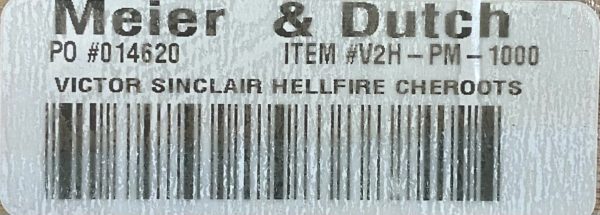 Meier & Dutch
PO #014620 ITEM #V2H-PM-1000
VICTOR SINCLAIR HELLFIRE CHEROOTS